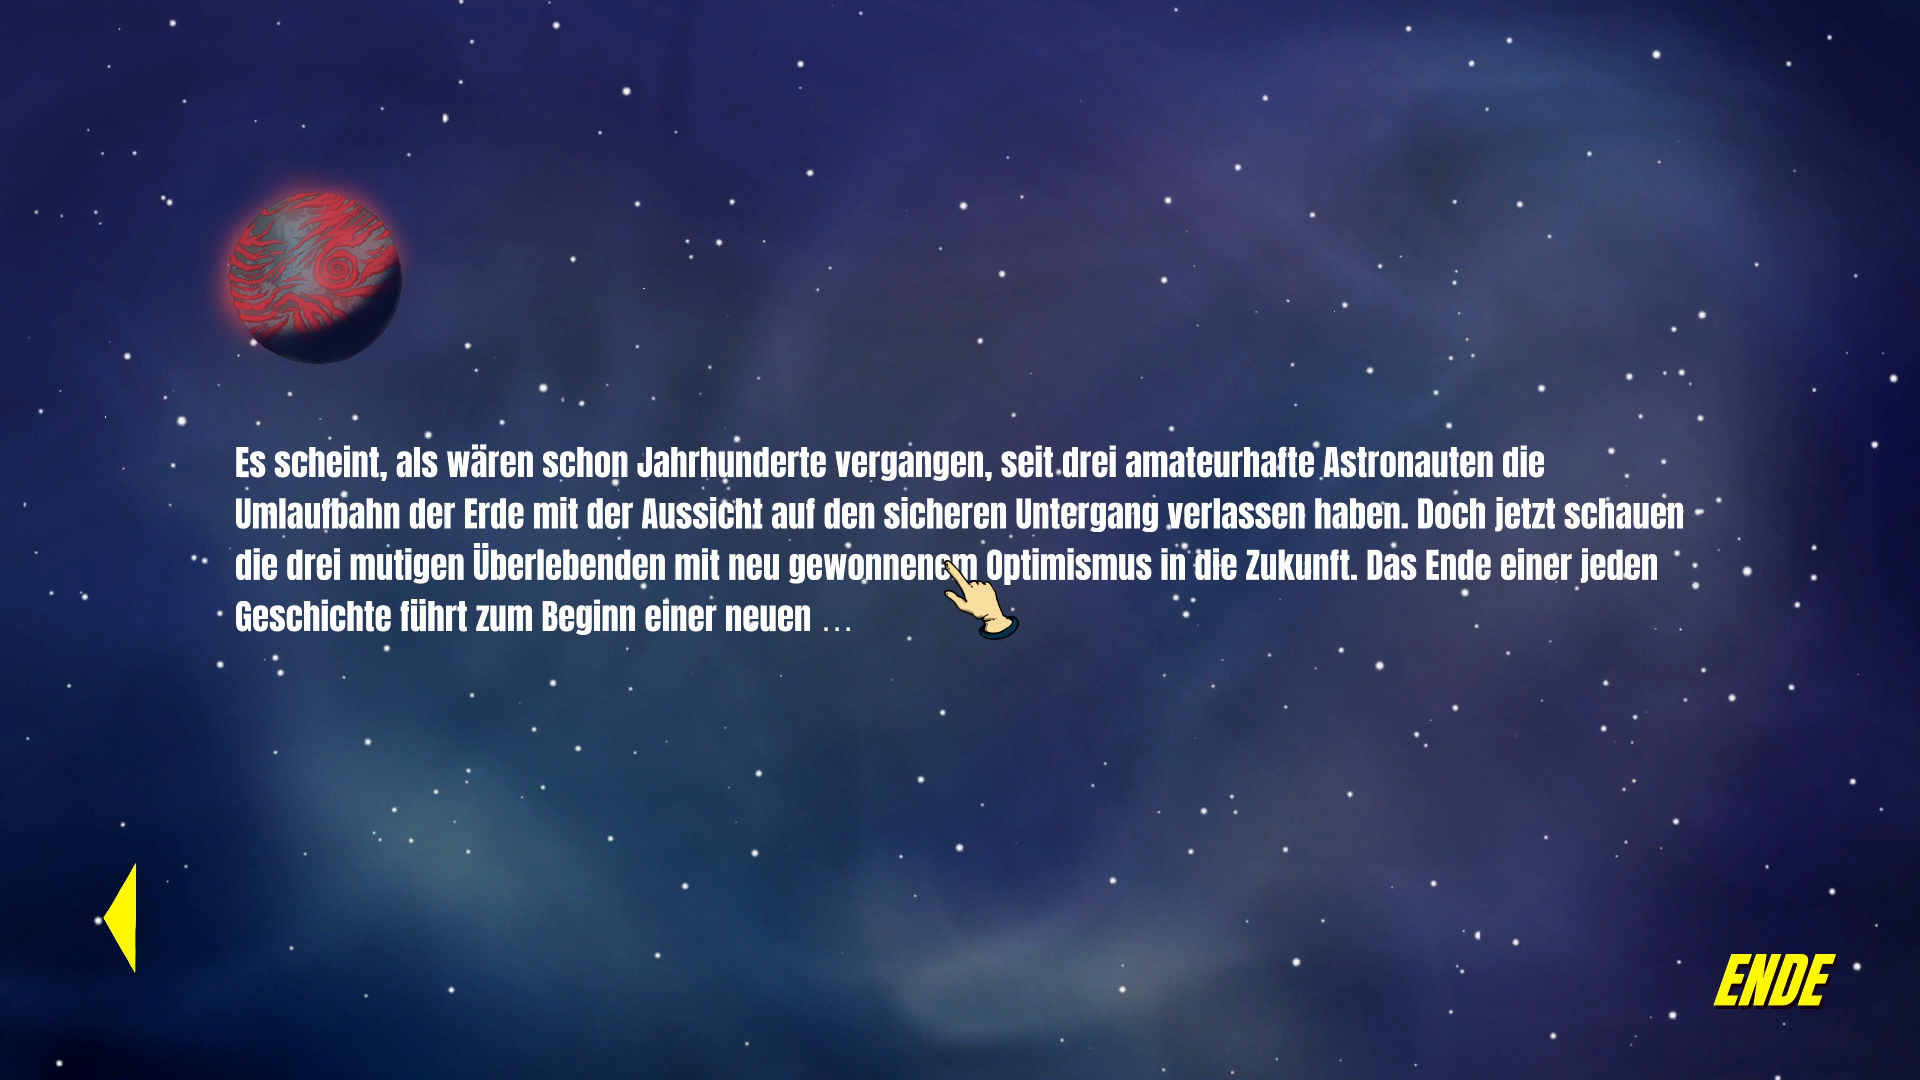 Es scheint, als wären schon Jahrhunderte vergangen, seit drei amateurhafte Astronauten die
Umlaufbahn der Erde mit der Aussicht auf den sicheren Untergang verlassen haben. Doch jetzt schauen
die drei mutigen Überlebenden mit neu gewonnenem Optimismus in die Zukunft. Das Ende einer jeden
Geschichte führt zum Beginn einer neuen …
ENDE